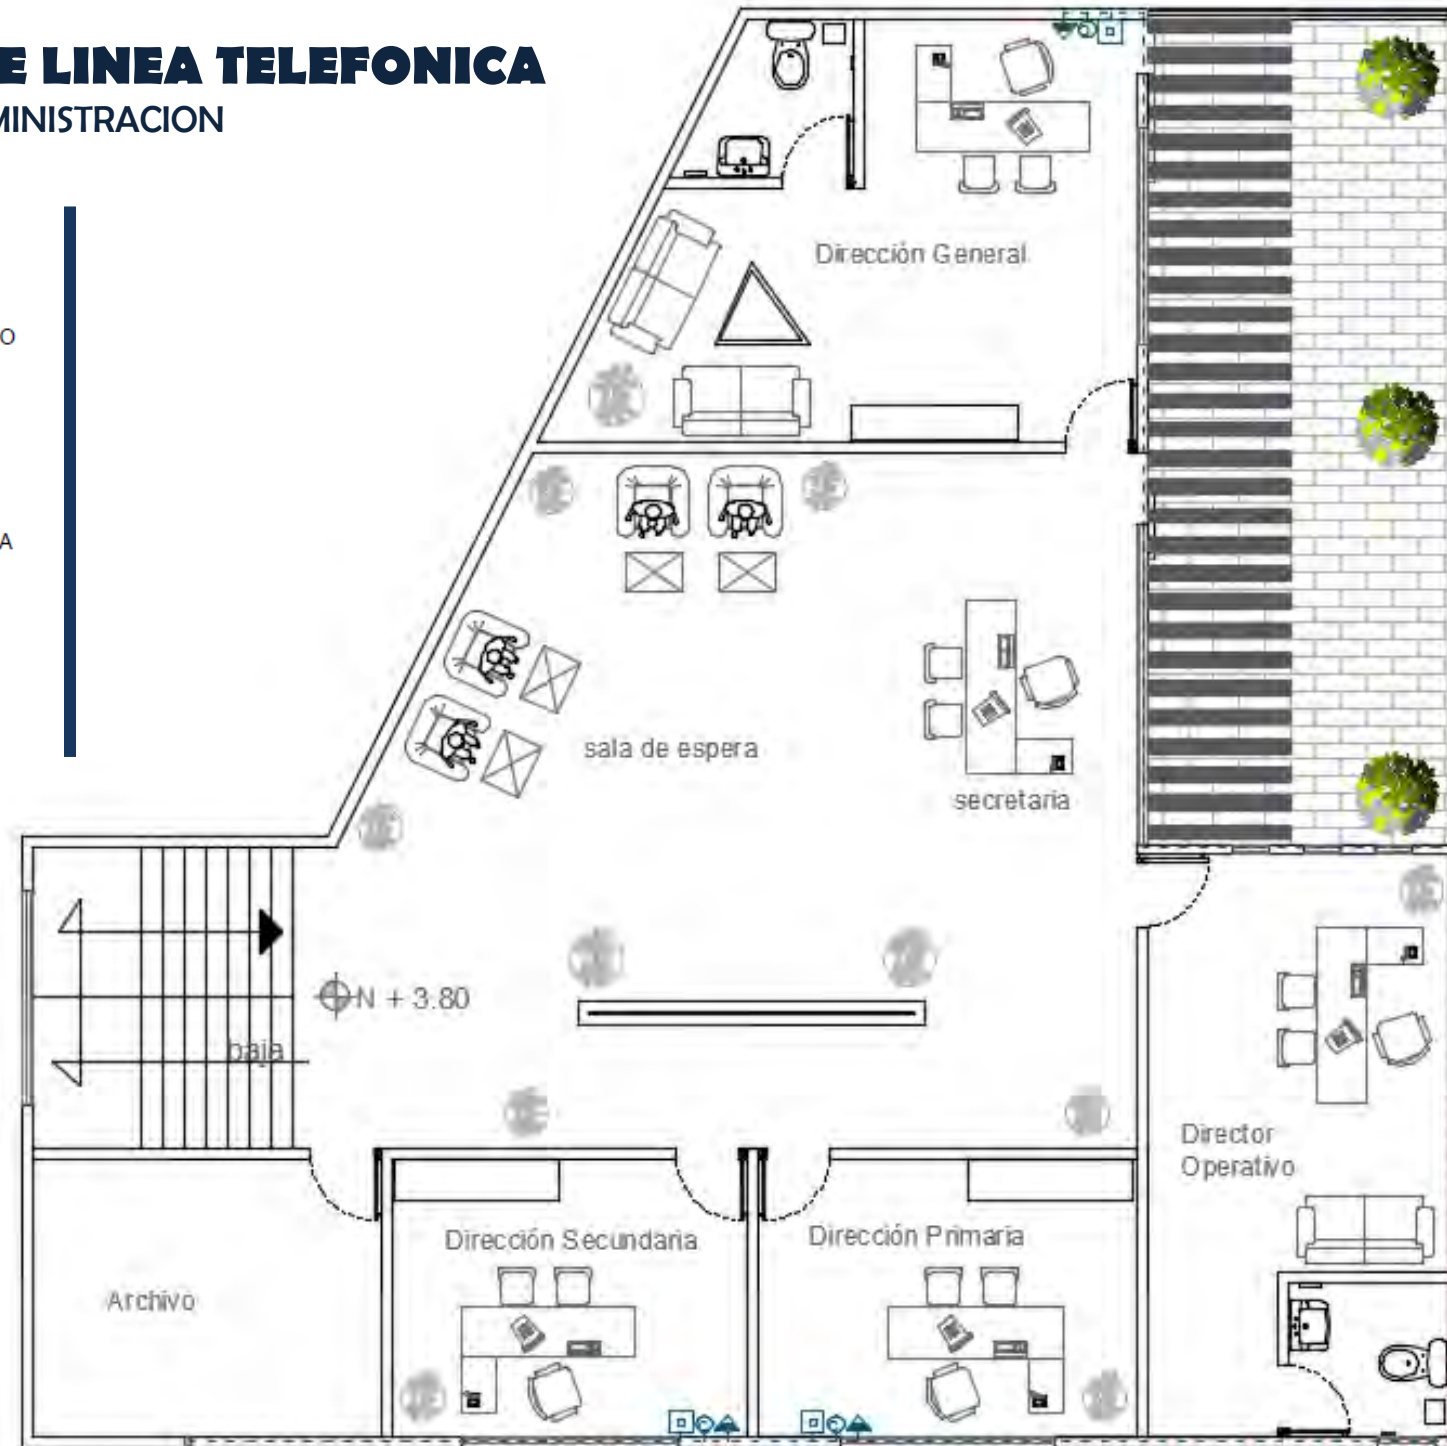 E LINEA TELEFONICA
MINISTRACION
O
A
Dirección General
sala de espera
secretaria
N + 3.80
baja
Director
Operativo
Dirección Secundaria
Dirección Primaria
Archivo